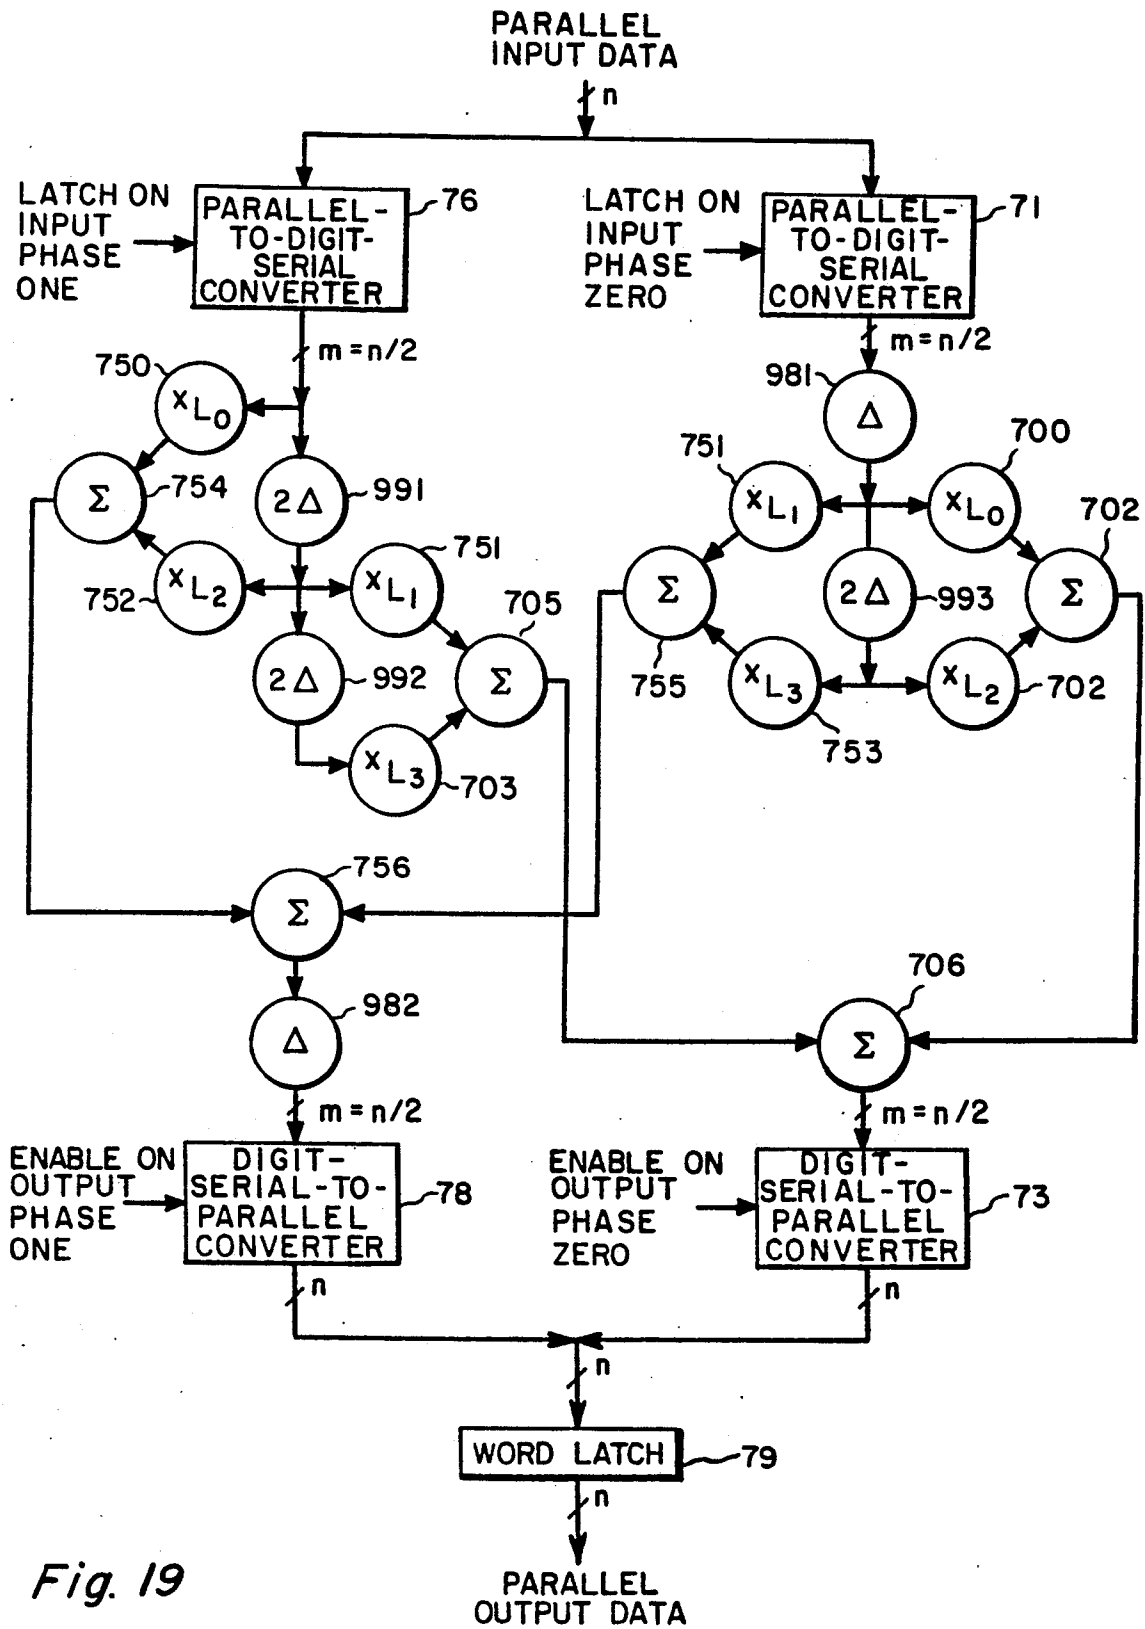 PARALLEL
INPUT DATA
n
LATCH ON
INPUT
PHASE
ONE
PARALLEL-
TO-DIGIT-
SERIAL
CONVERTER
76
LATCH ON
INPUT
PHASE
ZERO
PARALLEL-
TO-DIGIT-
SERIAL
CONVERTER
71
m=n/2
m=n/2
750
xL0
981
Δ
754
Σ
2Δ
991
751
xL1
700
xL0
702
752
xL2
751
xL1
705
Σ
Σ
755
2Δ
993
Σ
2Δ
992
xL3
753
xL2
702
xL3
703
756
Σ
706
Σ
982
Δ
m=n/2
m=n/2
ENABLE ON
OUTPUT
PHASE
ONE
DIGIT-
SERIAL-TO-
PARALLEL
CONVERTER
78
ENABLE ON
OUTPUT
PHASE
ZERO
DIGIT-
SERIAL-TO-
PARALLEL
CONVERTER
73
n
n
n
WORD LATCH
79
n
PARALLEL
OUTPUT DATA
Fig. 19